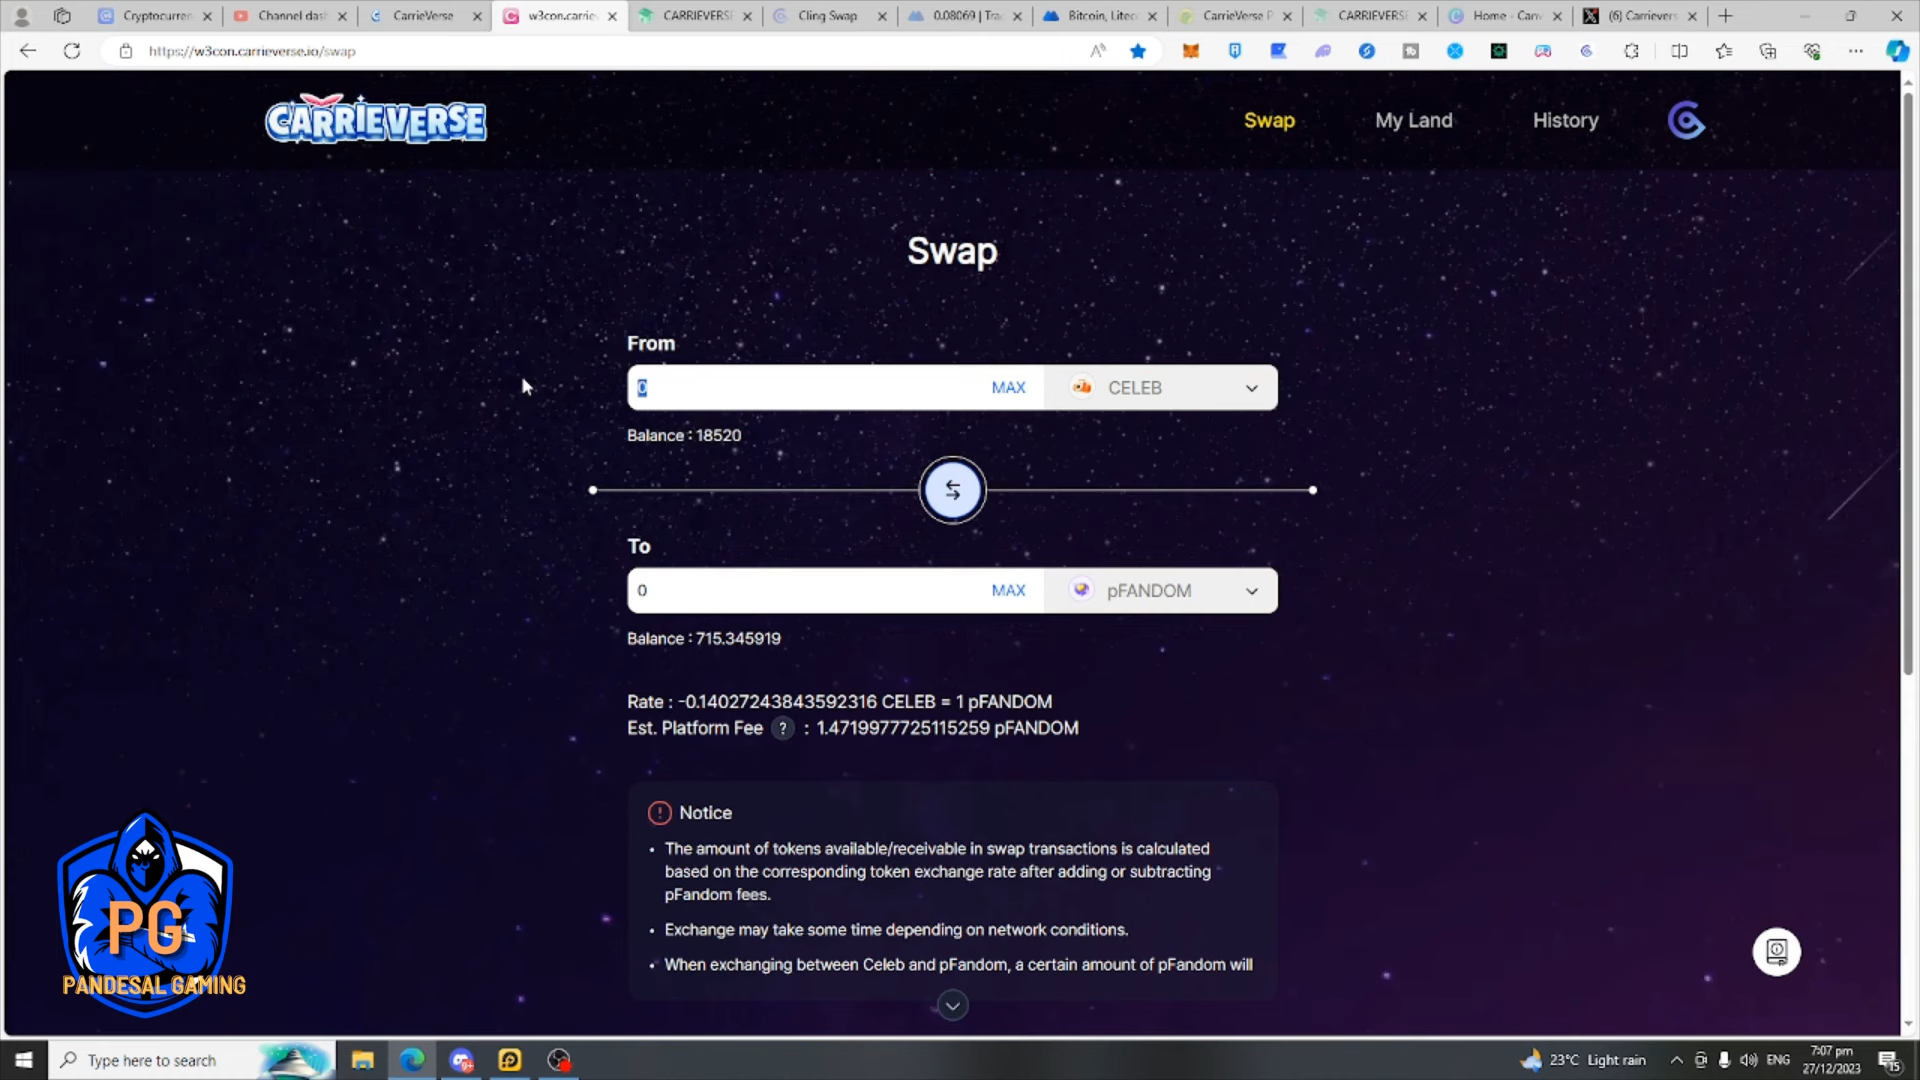 Cryptocurren
Channel das
CarrieVerse
w3con.carrie
CARRIEVERSE
Cling Swap
0.08069 | Tra
Bitcoin, Litec
CarrieVerse P
CARRIEVERSE
Home - Canv
(6) Carrievers
https://w3con.carrieverse.io/swap
CARRIEVERSE
Swap
My Land
History
Swap
From
0
MAX
CELEB
Balance : 18520
To
0
MAX
pFANDOM
Balance : 715.345919
Rate : -0.14027243843592316 CELEB = 1 pFANDOM
Est. Platform Fee ? : 1.4719977725115259 pFANDOM
Notice
• The amount of tokens available/receivable in swap transactions is calculated
based on the corresponding token exchange rate after adding or subtracting
pFandom fees.
• Exchange may take some time depending on network conditions.
• When exchanging between Celeb and pFandom, a certain amount of pFandom will
PG
PANDESAL GAMING
Type here to search
23°C Light rain
ENG
7:07 pm
27/12/2023
15